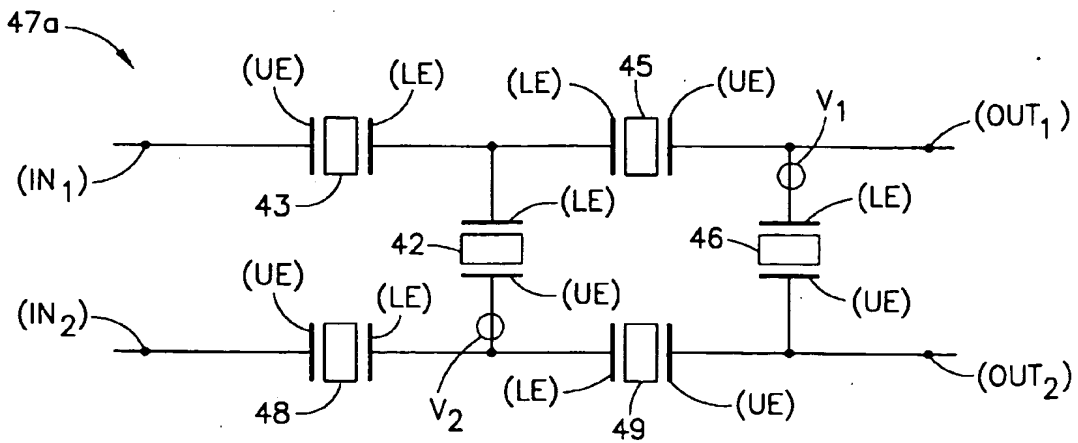 47a
(UE)
(LE)
(LE)
45
(UE)
V1
(OUT1)
(IN1)
43
(LE)
(LE)
42
46
(UE)
(UE)
(UE)
(LE)
(IN2)
48
V2
(LE)
49
(UE)
(OUT2)